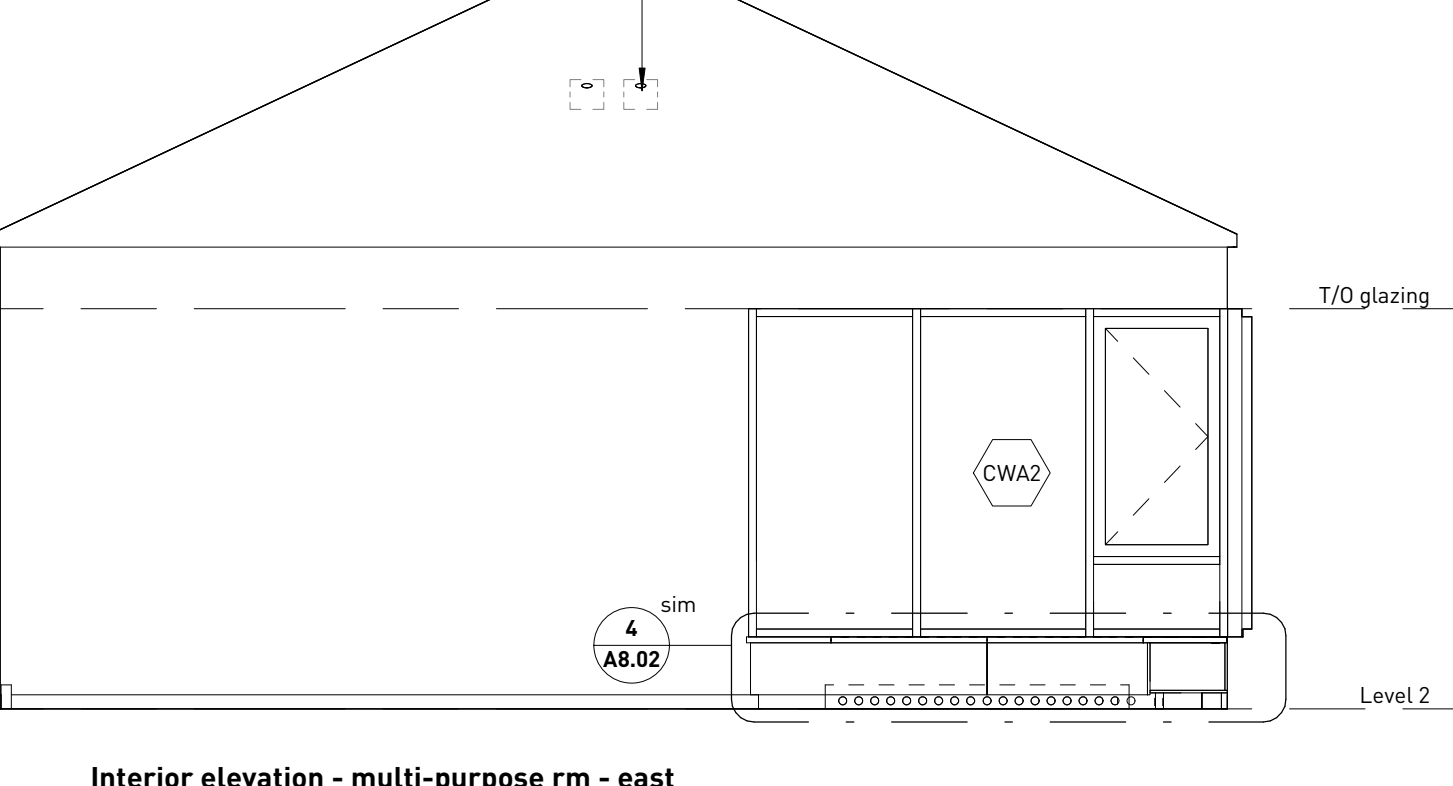 T/O glazing
CWA2
sim
4
A8.02
Level 2
Interior elevation - multi-purpose rm - east